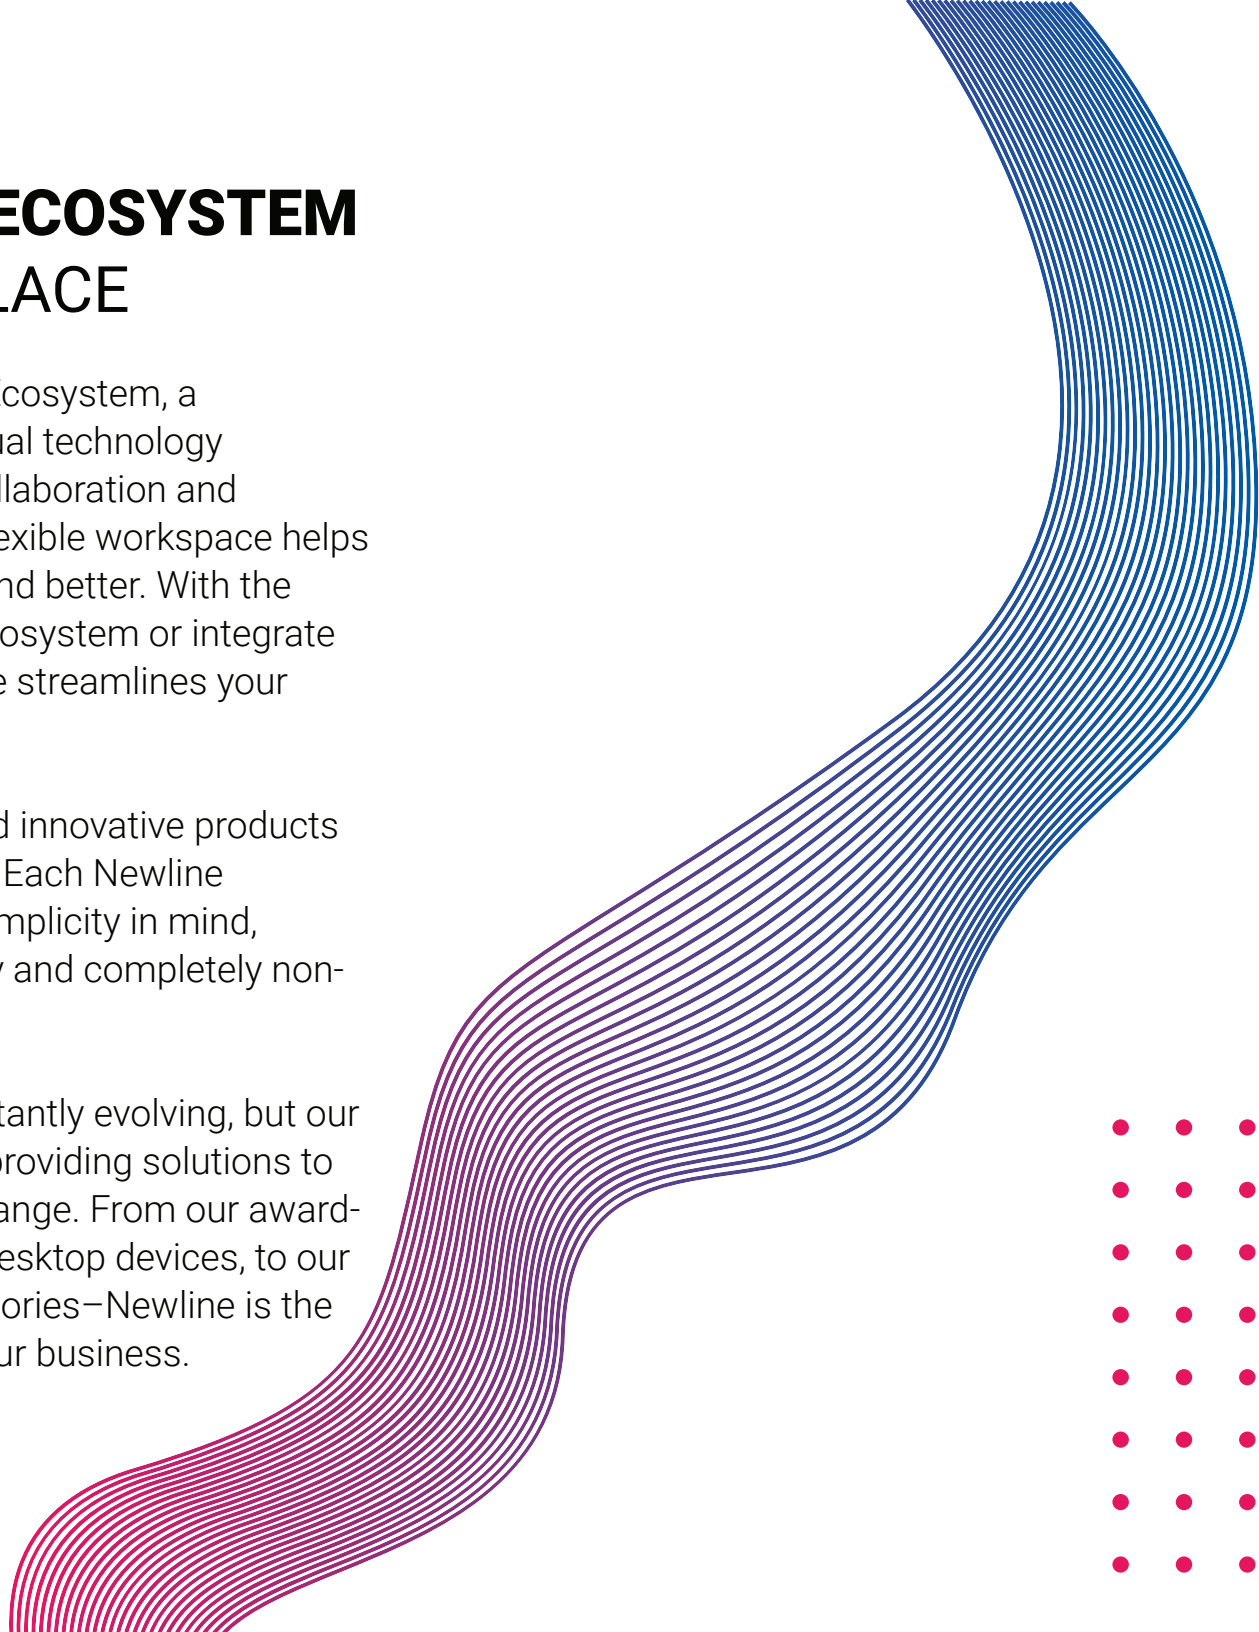 ECOSYSTEM
LACE
cosystem, a
ual technology
llaboration and
exible workspace helps
nd better. With the
osystem or integrate
e streamlines your
d innovative products
Each Newline
mplicity in mind,
y and completely non-
tantly evolving, but our
providing solutions to
ange. From our award-
esktop devices, to our
ories–Newline is the
ur business.